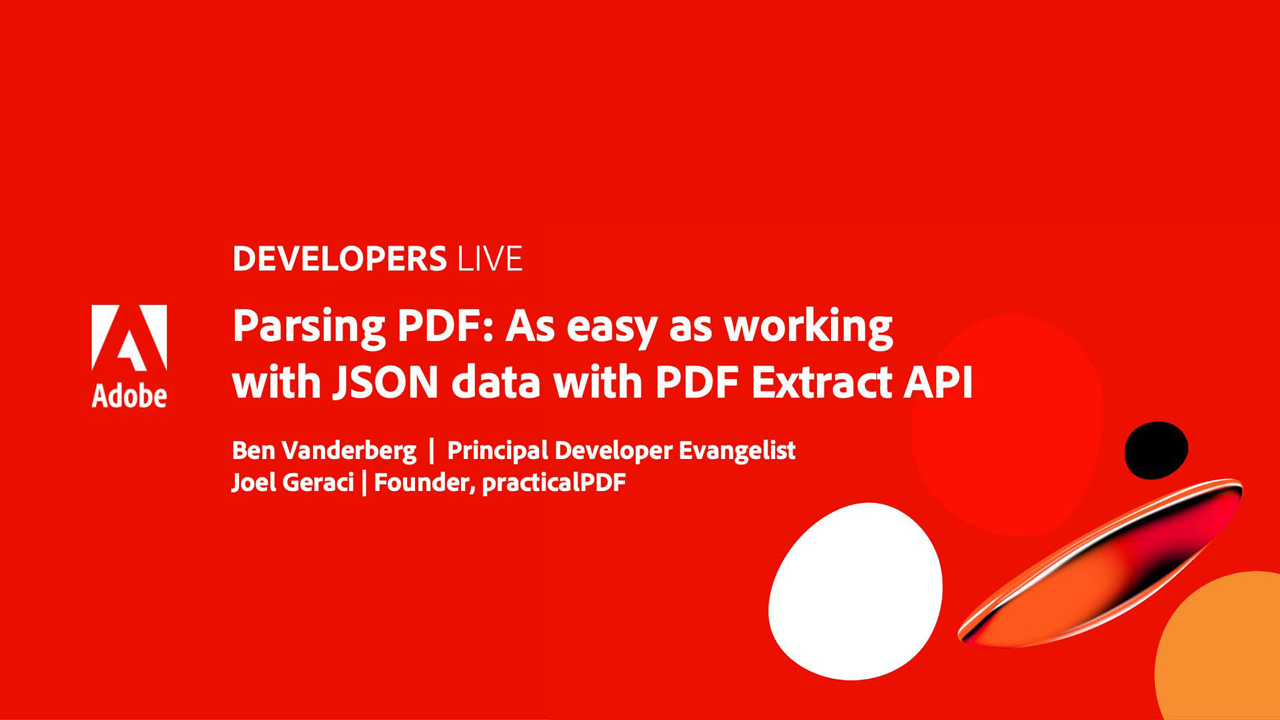 DEVELOPERS LIVE
Parsing PDF: As easy as working
with JSON data with PDF Extract API
Adobe
Ben Vanderberg | Principal Developer Evangelist
Joel Geraci | Founder, practicalPDF